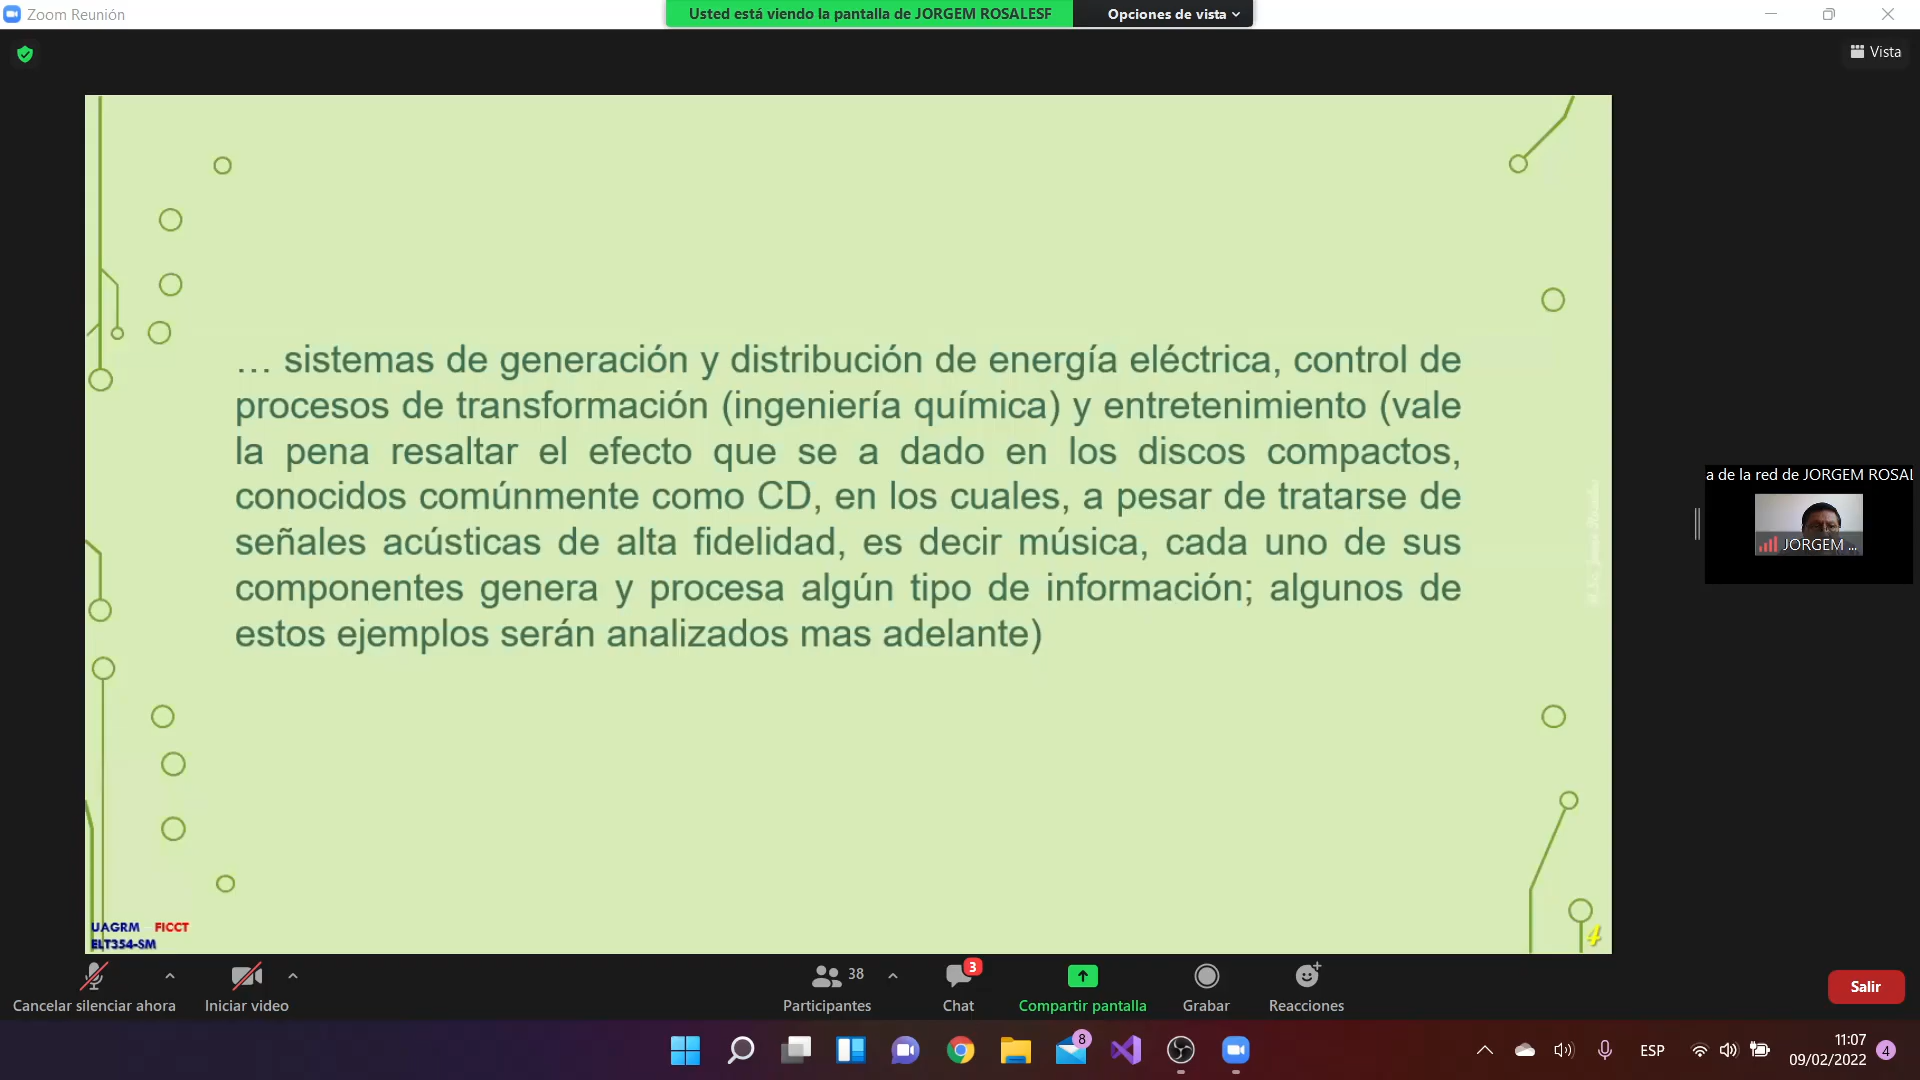 Zoom Reunión
Usted está viendo la pantalla de JORGEM ROSALESF
Opciones de vista
Vista
… sistemas de generación y distribución de energía eléctrica, control de
procesos de transformación (ingeniería química) y entretenimiento (vale
la pena resaltar el efecto que se a dado en los discos compactos,
conocidos comúnmente como CD, en los cuales, a pesar de tratarse de
señales acústicas de alta fidelidad, es decir música, cada uno de sus
componentes genera y procesa algún tipo de información; algunos de
estos ejemplos serán analizados mas adelante)
a de la red de JORGEM ROSAL
JORGEM ...
UAGRM FICCT
ELT354-SM
4
Cancelar silenciar ahora
Iniciar video
38
Participantes
3
Chat
Compartir pantalla
Grabar
Reacciones
Salir
8
ESP
11:07
09/02/2022
4